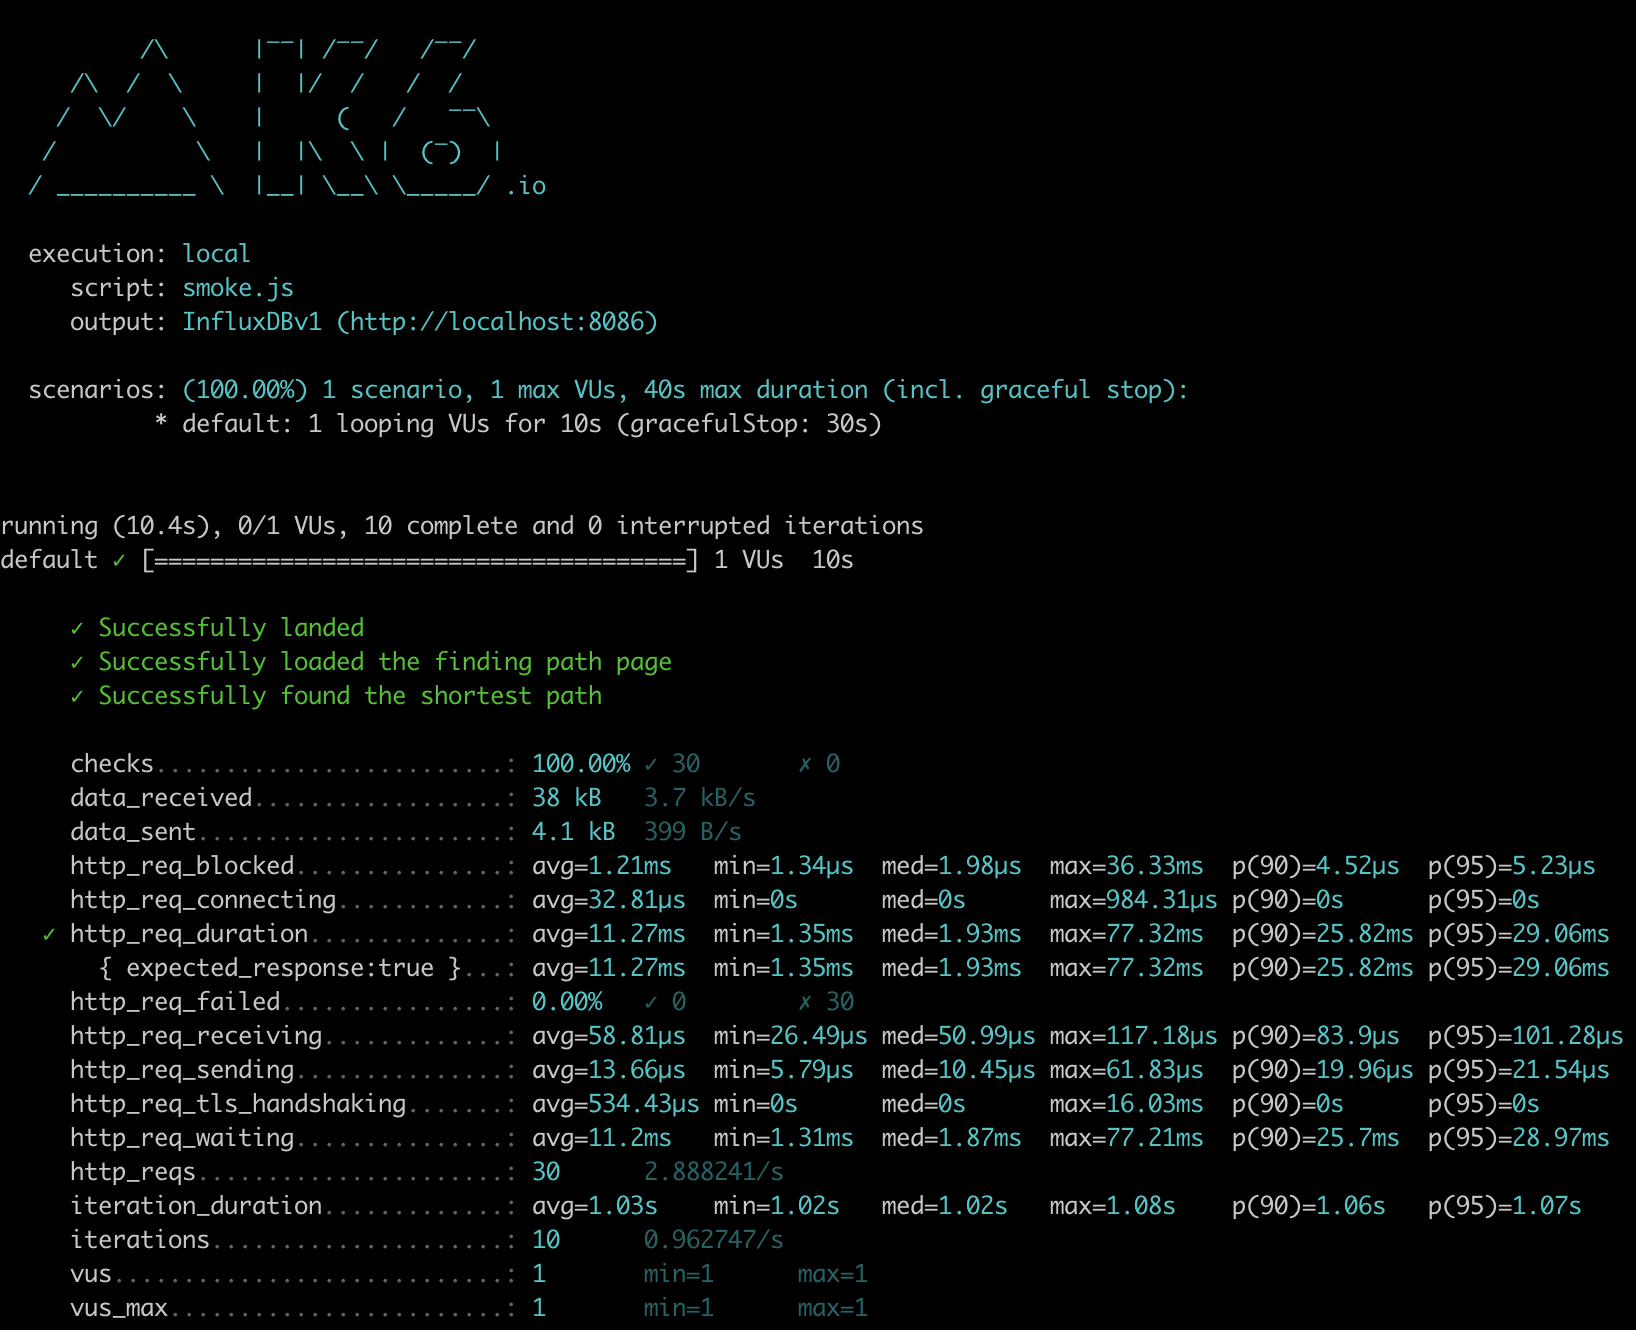 /\      |‾‾| /‾‾/   /‾‾/
     /\  /  \     |  |/  /   /  /
    /  \/    \    |     (   /   ‾‾\
   /          \   |  |\  \ |  (‾)  |
  / __________ \  |__| \__\ \_____/ .io

  execution: local
     script: smoke.js
     output: InfluxDBv1 (http://localhost:8086)

  scenarios: (100.00%) 1 scenario, 1 max VUs, 40s max duration (incl. graceful stop):
           * default: 1 looping VUs for 10s (gracefulStop: 30s)

running (10.4s), 0/1 VUs, 10 complete and 0 interrupted iterations
default ✓ [======================================] 1 VUs  10s

     ✓ Successfully landed
     ✓ Successfully loaded the finding path page
     ✓ Successfully found the shortest path

     checks.........................: 100.00% ✓ 30       ✗ 0
     data_received..................: 38 kB   3.7 kB/s
     data_sent......................: 4.1 kB  399 B/s
     http_req_blocked...............: avg=1.21ms   min=1.34µs  med=1.98µs  max=36.33ms  p(90)=4.52µs  p(95)=5.23µs
     http_req_connecting............: avg=32.81µs  min=0s      med=0s      max=984.31µs p(90)=0s      p(95)=0s
   ✓ http_req_duration..............: avg=11.27ms  min=1.35ms  med=1.93ms  max=77.32ms  p(90)=25.82ms p(95)=29.06ms
       { expected_response:true }...: avg=11.27ms  min=1.35ms  med=1.93ms  max=77.32ms  p(90)=25.82ms p(95)=29.06ms
     http_req_failed................: 0.00%   ✓ 0        ✗ 30
     http_req_receiving.............: avg=58.81µs  min=26.49µs med=50.99µs max=117.18µs p(90)=83.9µs  p(95)=101.28µs
     http_req_sending...............: avg=13.66µs  min=5.79µs  med=10.45µs max=61.83µs  p(90)=19.96µs p(95)=21.54µs
     http_req_tls_handshaking.......: avg=534.43µs min=0s      med=0s      max=16.03ms  p(90)=0s      p(95)=0s
     http_req_waiting...............: avg=11.2ms   min=1.31ms  med=1.87ms  max=77.21ms  p(90)=25.7ms  p(95)=28.97ms
     http_reqs......................: 30      2.888241/s
     iteration_duration.............: avg=1.03s    min=1.02s   med=1.02s   max=1.08s    p(90)=1.06s   p(95)=1.07s
     iterations.....................: 10      0.962747/s
     vus............................: 1       min=1      max=1
     vus_max........................: 1       min=1      max=1